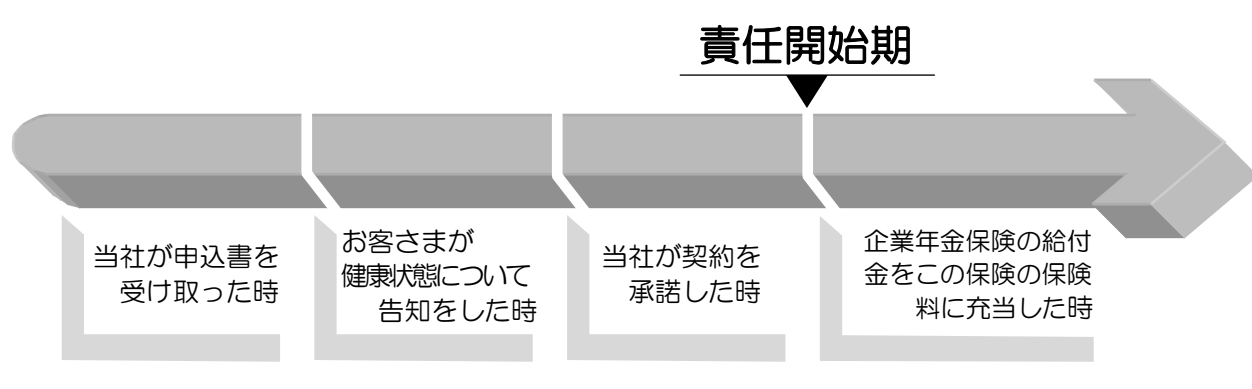 責任開始期
当社が申込書を
受け取った時
お客さまが
健康状態について
告知をした時
当社が契約を
承諾した時
企業年金保険の給付
金をこの保険の保険
料に充当した時